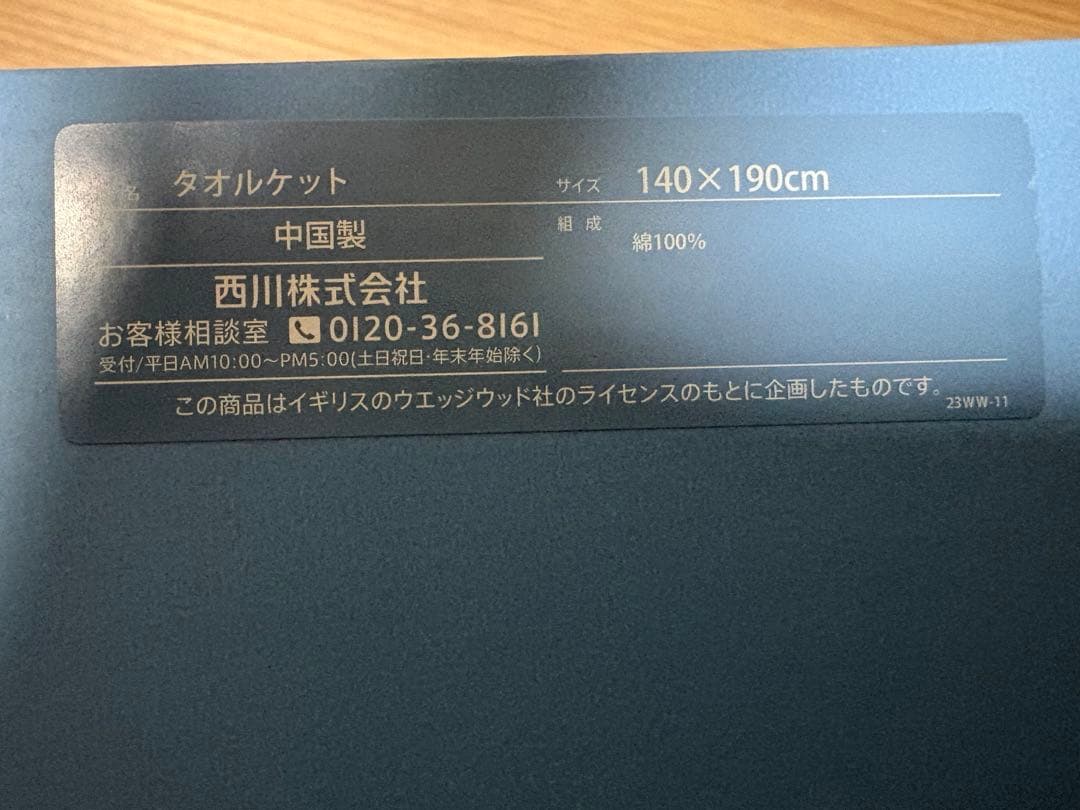 名 タオルケット
サイズ 140×190cm
中国製
組成 綿100%
西川株式会社
お客様相談室 0120-36-8161
受付/平日AM10:00~PM5:00(土日祝日・年末年始除く)
この商品はイギリスのウエッジウッド社のライセンスのもとに企画したものです。
23WW-11